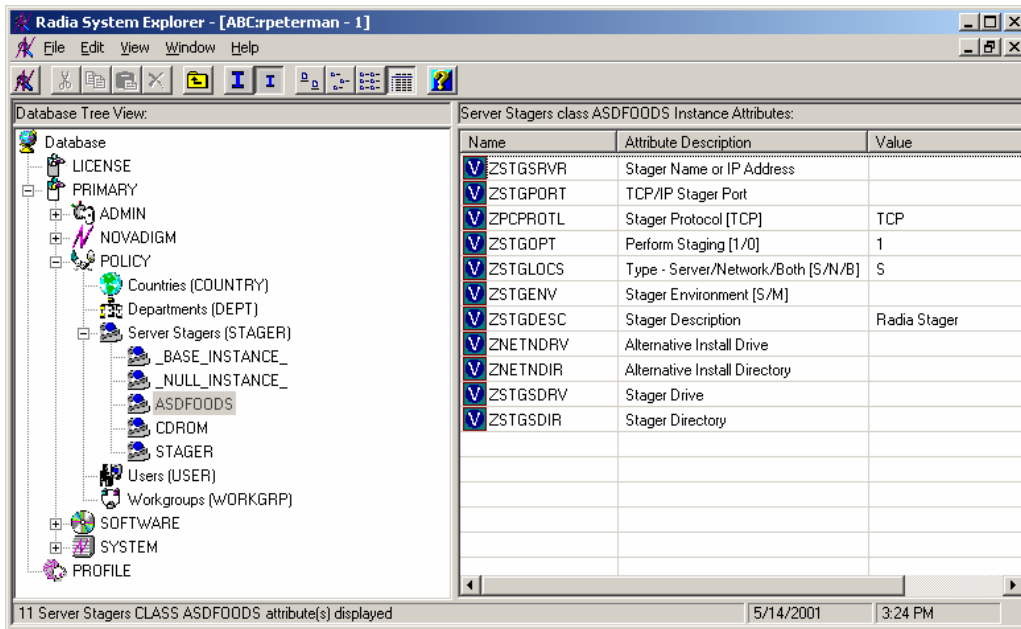 Radia System Explorer - [ABC:rpeterman - 1]
File Edit View Window Help
Database Tree View:
Database
LICENSE
PRIMARY
ADMIN
NOVADIGM
POLICY
Countries (COUNTRY)
Departments (DEPT)
Server Stagers (STAGER)
_BASE_INSTANCE_
_NULL_INSTANCE_
ASDFOODS
CDROM
STAGER
Users (USER)
Workgroups (WORKGRP)
SOFTWARE
SYSTEM
PROFILE
Server Stagers class ASDFOODS Instance Attributes:
Name Attribute Description Value
V ZSTGSRVR Stager Name or IP Address
V ZSTGPORT TCP/IP Stager Port
V ZPCPROTL Stager Protocol [TCP] TCP
V ZSTGOPT Perform Staging [1/0] 1
V ZSTGLOCS Type - Server/Network/Both [S/N/B] S
V ZSTGENV Stager Environment [S/M]
V ZSTGDESC Stager Description Radia Stager
V ZNETNDRV Alternative Install Drive
V ZNETNDIR Alternative Install Directory
V ZSTGSDRV Stager Drive
V ZSTGSDIR Stager Directory
11 Server Stagers CLASS ASDFOODS attribute(s) displayed 5/14/2001 3:24 PM